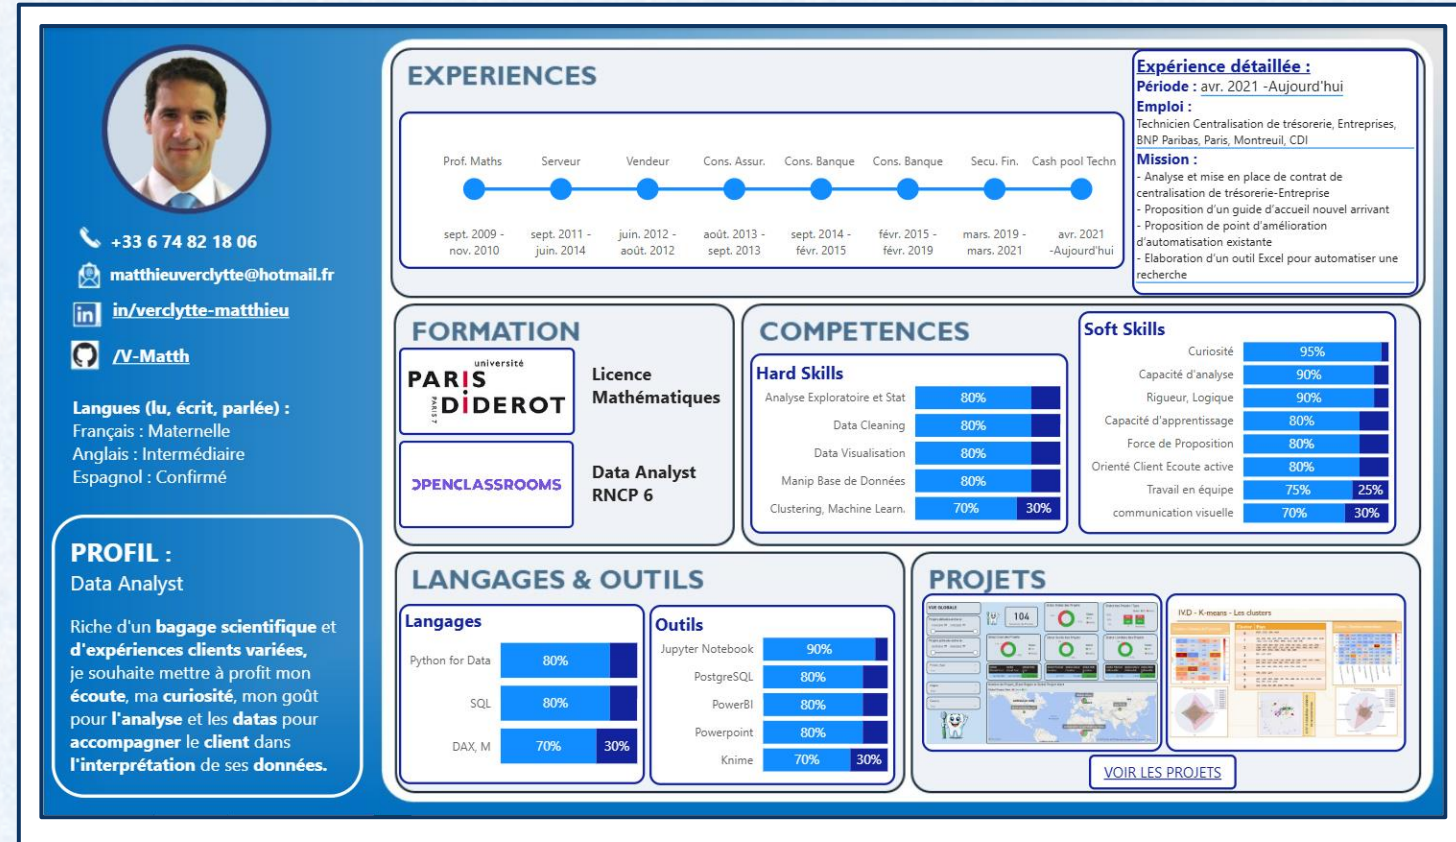 +33 6 74 82 18 06
matthieuverclytte@hotmail.fr
in/verclytte-matthieu
/V-Matth
Langues (lu, écrit, parlée) :
Français : Maternelle
Anglais : Intermédiaire
Espagnol : Confirmé
PROFIL :
Data Analyst
Riche d'un bagage scientifique et
d'expériences clients variées,
je souhaite mettre à profit mon
écoute, ma curiosité, mon goût
pour l'analyse et les datas pour
accompagner le client dans
l'interprétation de ses données.
EXPERIENCES
Prof. Maths
Serveur
Vendeur
Cons. Assur.
Cons. Banque
Cons. Banque
Secu. Fin.
Cash pool Techn
sept. 2009 -
nov. 2010
sept. 2011 -
juin. 2014
juin. 2012 -
août. 2012
août. 2013 -
sept. 2013
sept. 2014 -
févr. 2015
févr. 2015 -
févr. 2019
mars. 2019 -
mars. 2021
avr. 2021
-Aujourd'hui
Expérience détaillée :
Période : avr. 2021 -Aujourd'hui
Emploi :
Technicien Centralisation de trésorerie, Entreprises,
BNP Paribas, Paris, Montreuil, CDI
Mission :
- Analyse et mise en place de contrat de
centralisation de trésorerie-Entreprise
- Proposition d'un guide d'accueil nouvel arrivant
- Proposition de point d'amélioration
d'automatisation existante
- Elaboration d'un outil Excel pour automatiser une
recherche
FORMATION
université
PARIS
DIDEROT
PARIS 7
Licence
Mathématiques
OPENCLASSROOMS
Data Analyst
RNCP 6
COMPETENCES
Hard Skills
Analyse Exploratoire et Stat 80%
Data Cleaning 80%
Data Visualisation 80%
Manip Base de Données 80%
Clustering, Machine Learn. 70% 30%
Soft Skills
Curiosité 95%
Capacité d'analyse 90%
Rigueur, Logique 90%
Capacité d'apprentissage 80%
Force de Proposition 80%
Orienté Client Ecoute active 80%
Travail en équipe 75% 25%
communication visuelle 70% 30%
LANGAGES & OUTILS
Langages
Python for Data 80%
SQL 80%
DAX, M 70% 30%
Outils
Jupyter Notebook 90%
PostgreSQL 80%
PowerBI 80%
Powerpoint 80%
Knime 70% 30%
PROJETS
VUE GLOBALE
104
IV.D - K-means - Les clusters
VOIR LES PROJETS